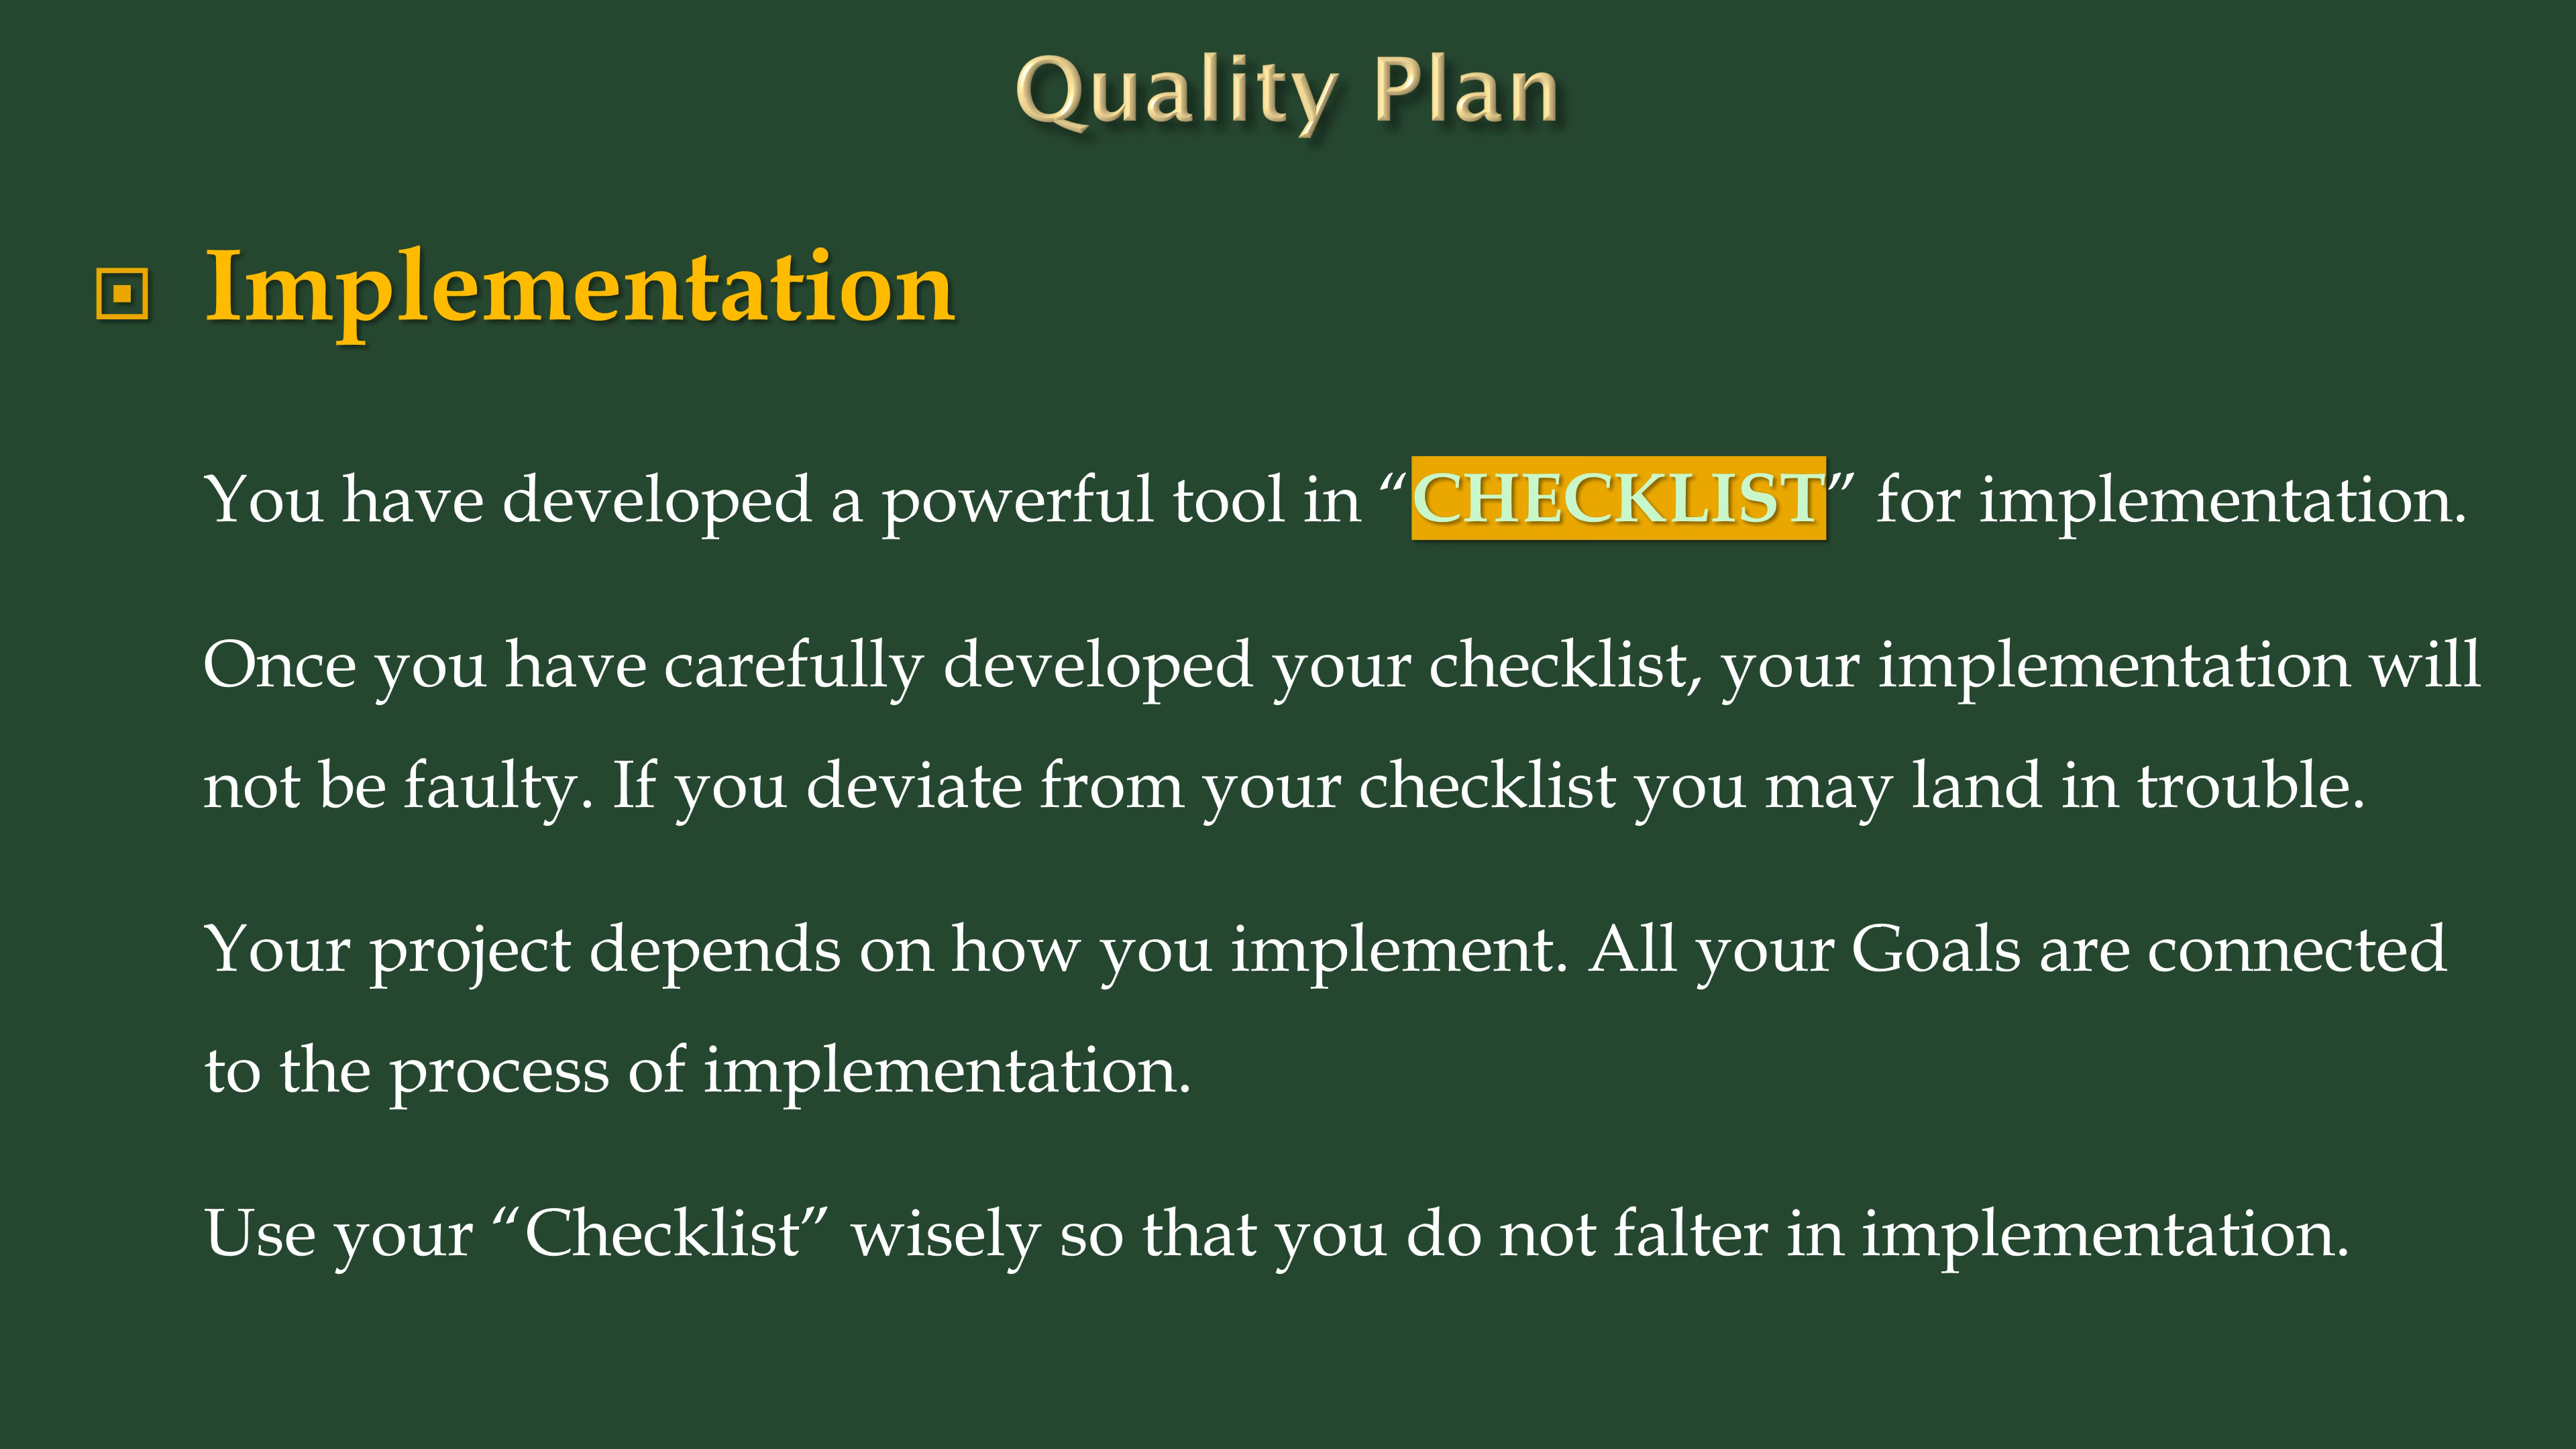 Quality Plan
Implementation
You have developed a powerful tool in “CHECKLIST” for implementation.
Once you have carefully developed your checklist, your implementation will
not be faulty. If you deviate from your checklist you may land in trouble.
Your project depends on how you implement. All your Goals are connected
to the process of implementation.
Use your “Checklist” wisely so that you do not falter in implementation.